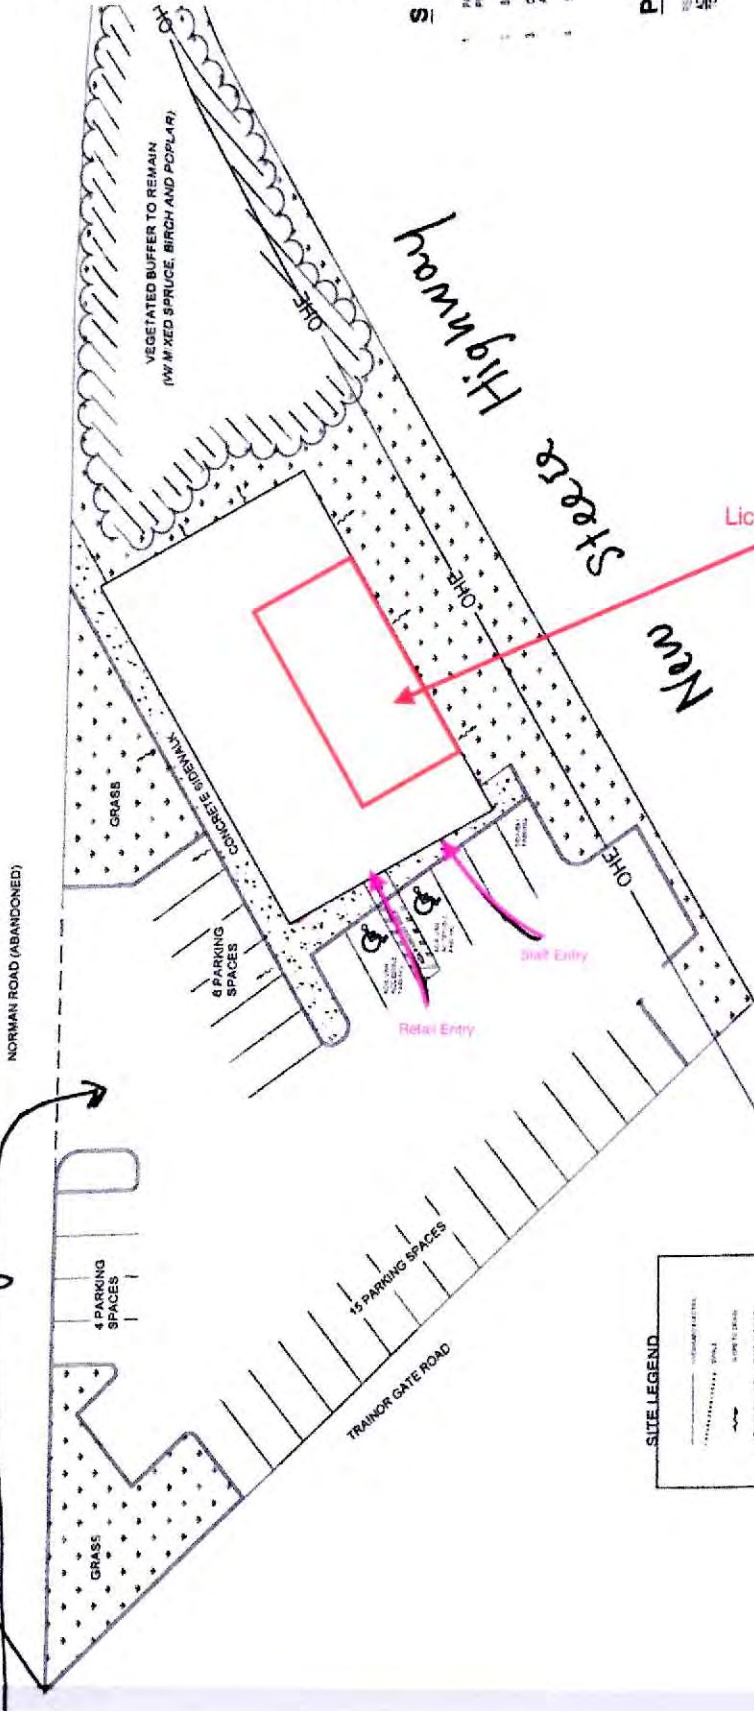 NORMAN ROAD (ABANDONED)
VEGETATED BUFFER TO REMAIN
(W/ MIXED SPRUCE, BIRCH AND POPLAR)
OHE
OHE
OHE
OHE
New Steese Highway
Lic
GRASS
CONCRETE SIDEWALK
8 PARKING
SPACES
Staff Entry
Retail Entry
4 PARKING
SPACES
15 PARKING SPACES
TRAINOR GATE ROAD
GRASS
SITE LEGEND